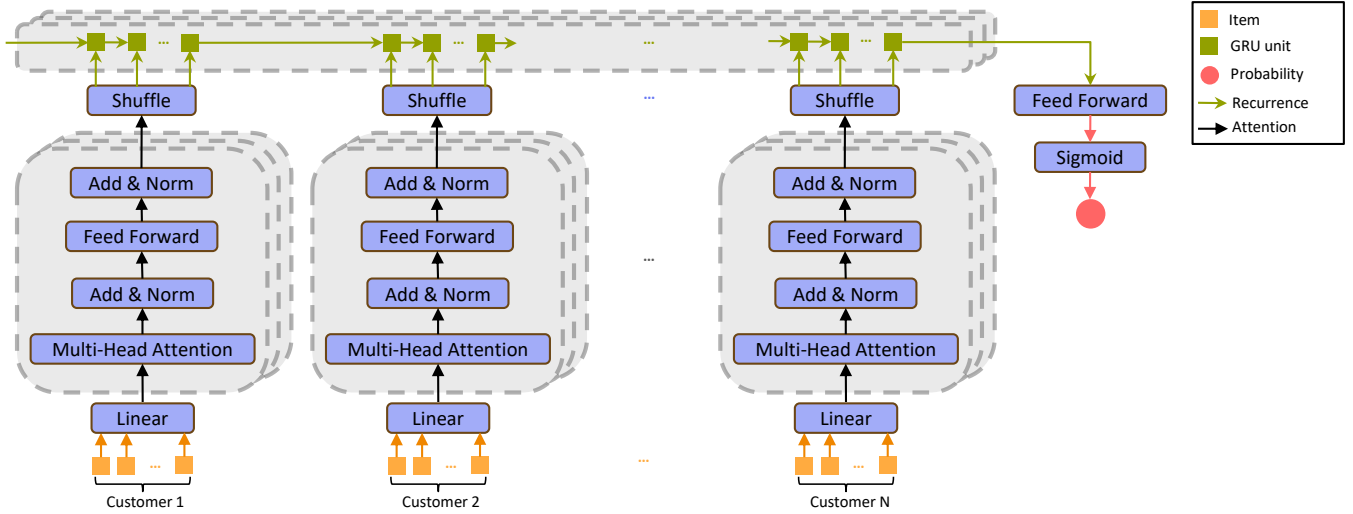 Item
GRU unit
Probability
Recurrence
Attention
...
...
...
...
Shuffle
Shuffle
...
Shuffle
Feed Forward
Sigmoid
Add & Norm
Add & Norm
Add & Norm
Feed Forward
Feed Forward
...
Feed Forward
Add & Norm
Add & Norm
Add & Norm
Multi-Head Attention
Multi-Head Attention
Multi-Head Attention
Linear
Linear
Linear
...
...
...
...
Customer 1
Customer 2
Customer N